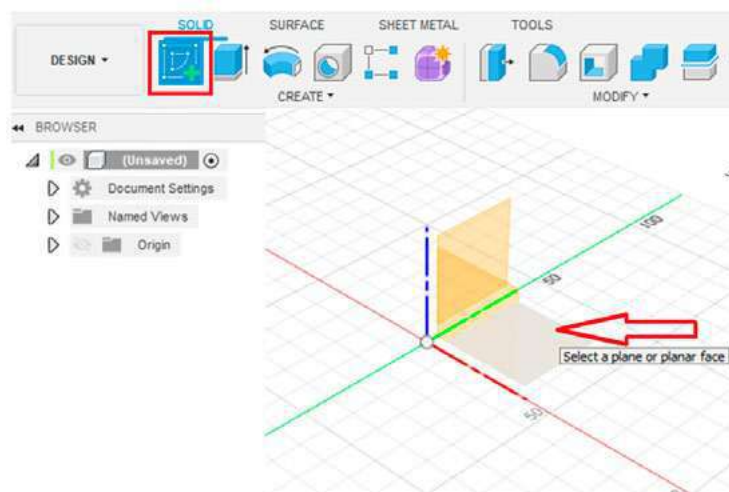 SOLID SURFACE SHEET METAL TOOLS
DESIGN ▾
CREATE ▾ MODIFY ▾
BROWSER
(Unsaved)
Document Settings
Named Views
Origin
100
50
Select a plane or planar face
50